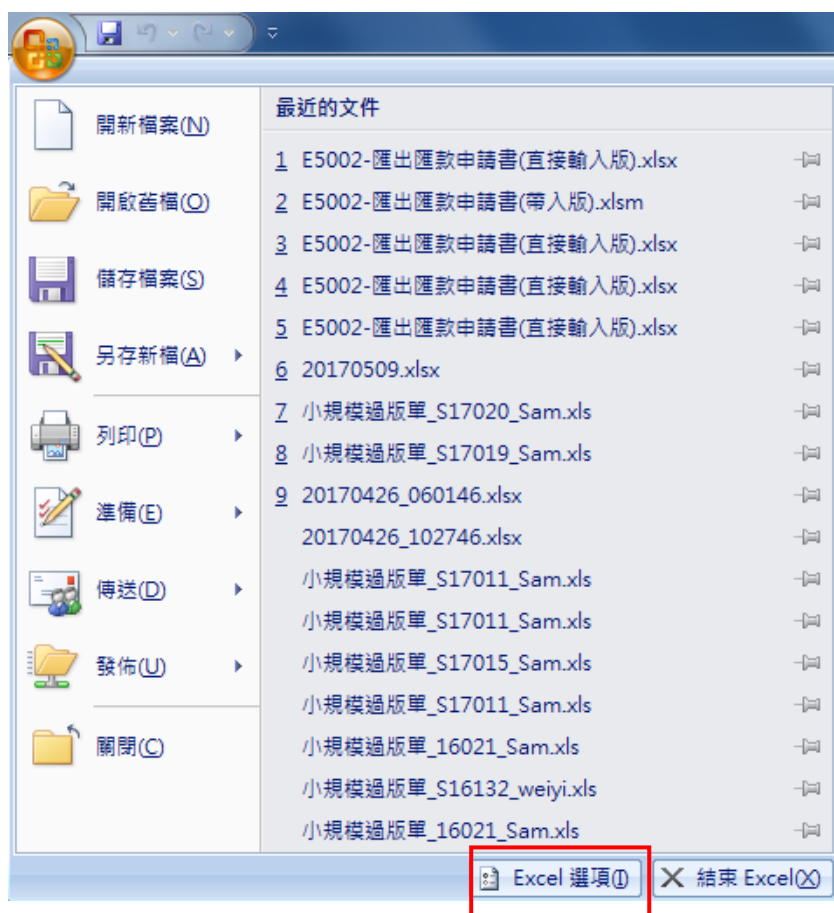 開新檔案(N)
開啟舊檔(O)
儲存檔案(S)
另存新檔(A)
列印(P)
準備(E)
傳送(D)
發佈(U)
關閉(C)
最近的文件
1 E5002-匯出匯款申請書(直接輸入版).xlsx
2 E5002-匯出匯款申請書(帶入版).xlsm
3 E5002-匯出匯款申請書(直接輸入版).xlsx
4 E5002-匯出匯款申請書(直接輸入版).xlsx
5 E5002-匯出匯款申請書(直接輸入版).xlsx
6 20170509.xlsx
7 小規模過版單_S17020_Sam.xls
8 小規模過版單_S17019_Sam.xls
9 20170426_060146.xlsx
20170426_102746.xlsx
小規模過版單_S17011_Sam.xls
小規模過版單_S17011_Sam.xls
小規模過版單_S17015_Sam.xls
小規模過版單_S17011_Sam.xls
小規模過版單_16021_Sam.xls
小規模過版單_S16132_weiyi.xls
小規模過版單_16021_Sam.xls
Excel 選項(I)
結束 Excel(X)